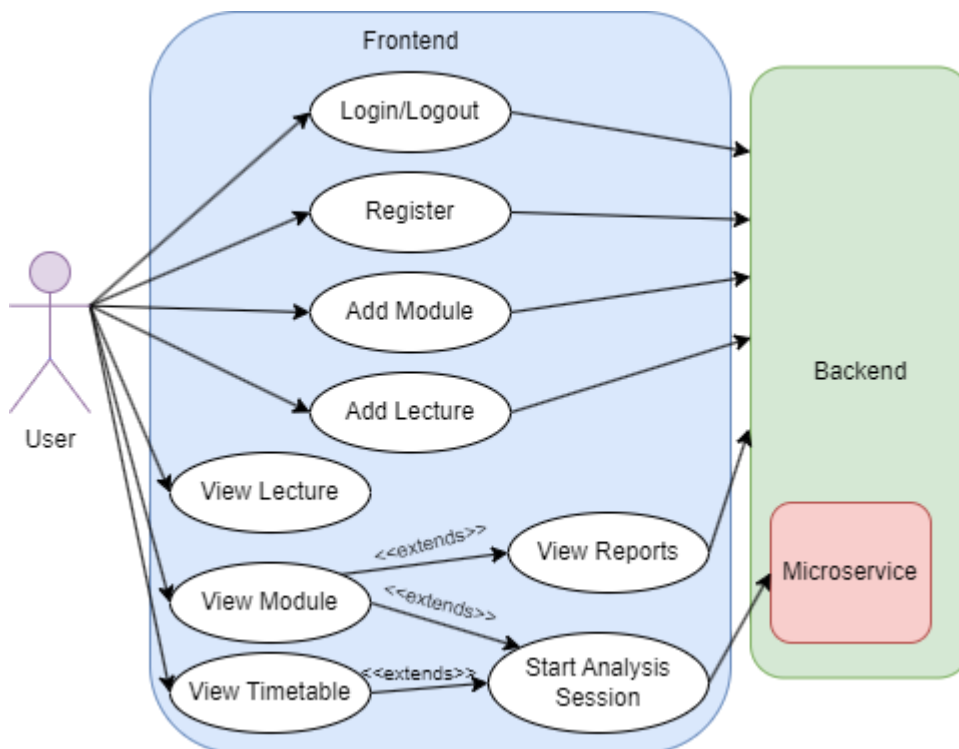 Frontend
Login/Logout
Register
Add Module
Add Lecture
User
Backend
View Lecture
<<extends>>
View Reports
Microservice
View Module
<<extends>>
<<extends>>
View Timetable
Start Analysis
Session